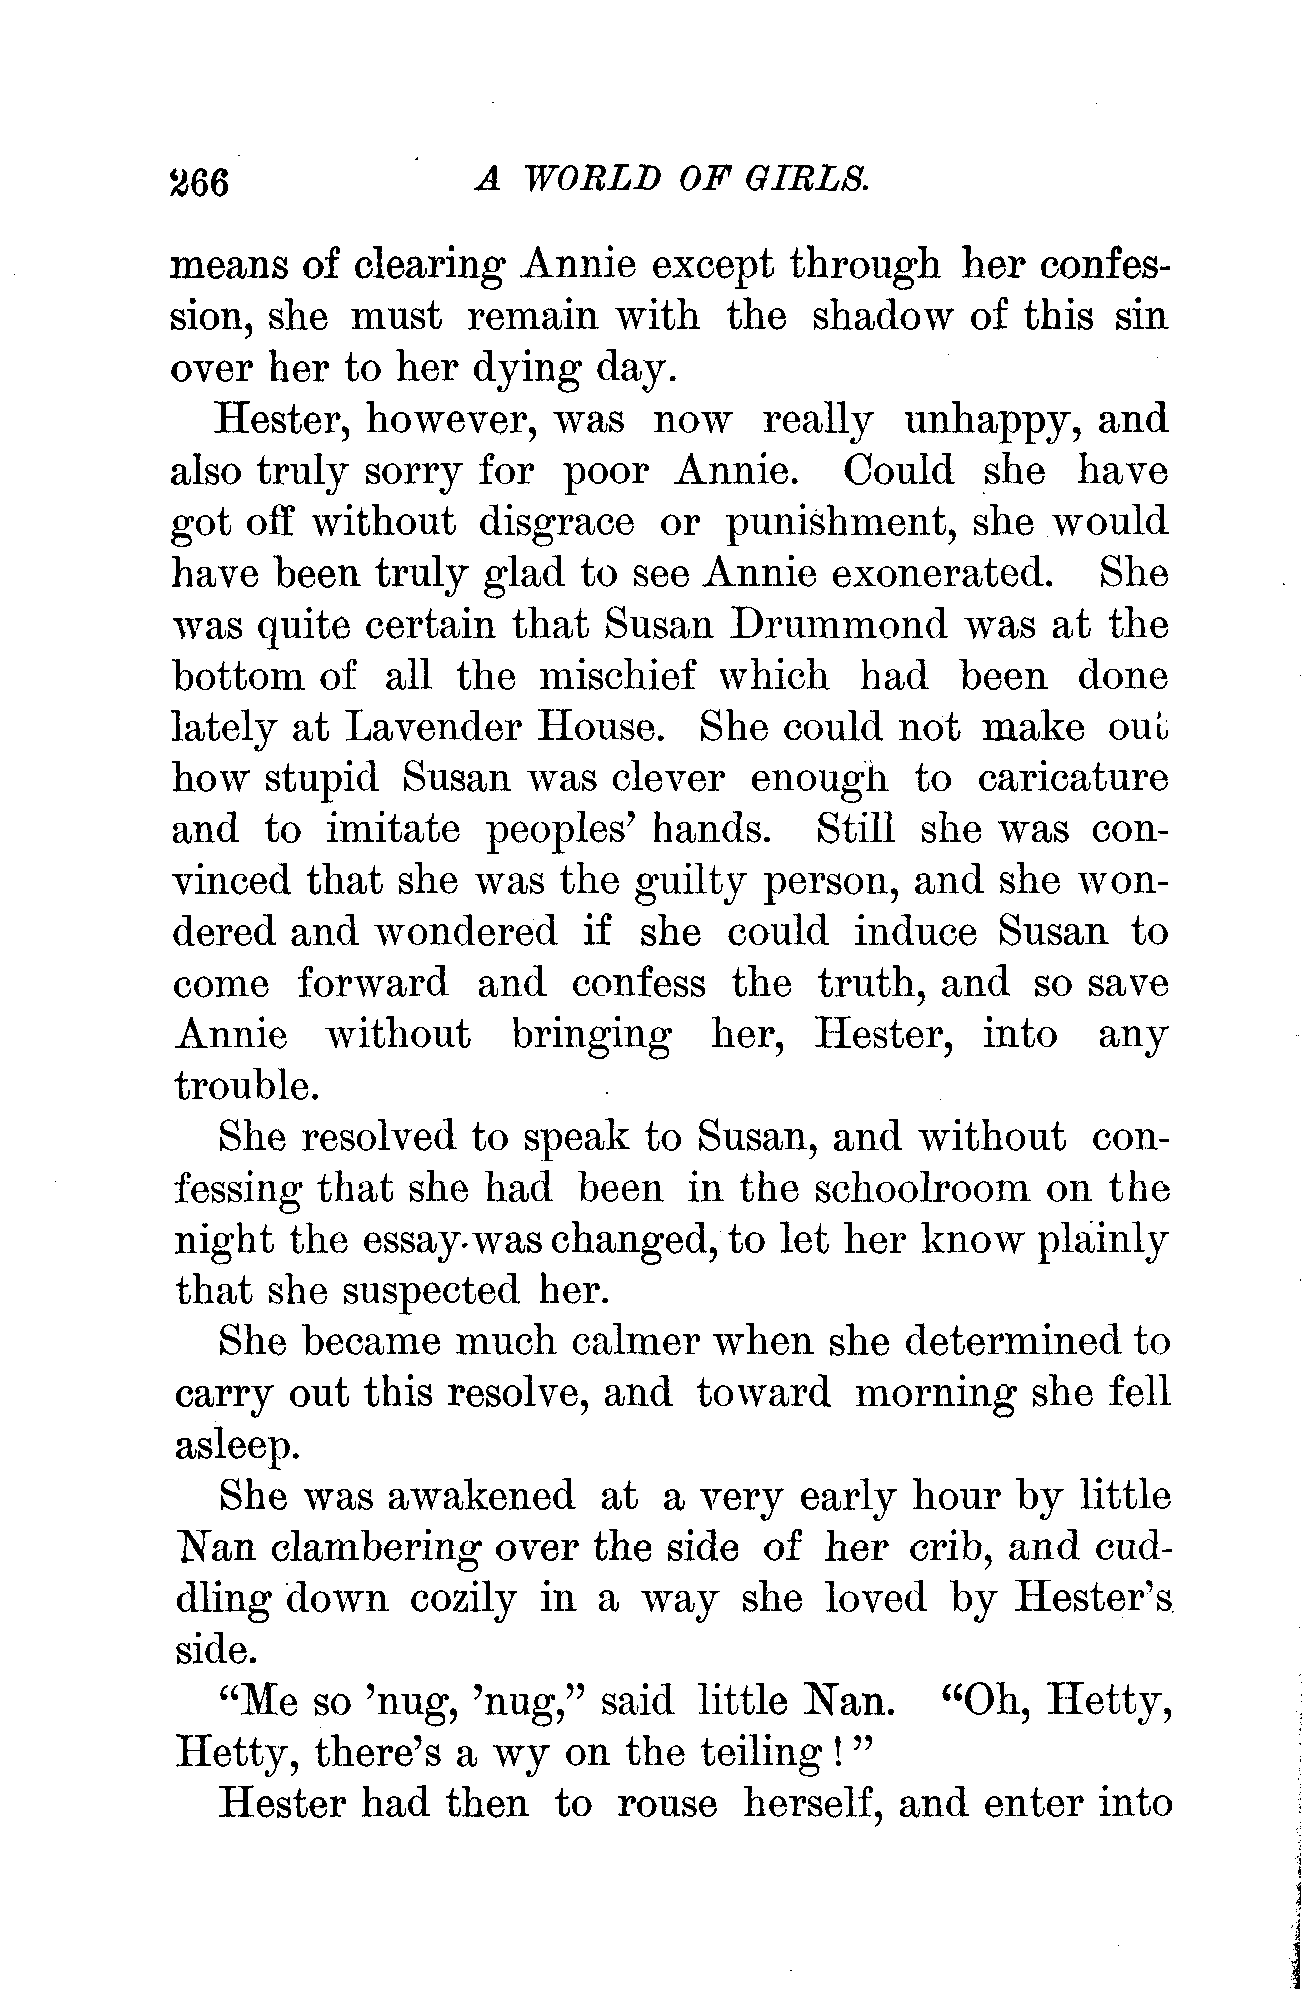 266 A WORLD OF GIRLS.
means of clearing Annie except through her confes-
sion, she must remain with the shadow of this sin
over her to her dying day.
Hester, however, was now really unhappy, and
also truly sorry for poor Annie. Could she have
got off without disgrace or punishment, she would
have been truly glad to see Annie exonerated. She
was quite certain that Susan Drummond was at the
bottom of all the mischief which had been done
lately at Lavender House. She could not make out
how stupid Susan was clever enough to caricature
and to imitate peoples' hands. Still she was con-
vinced that she was the guilty person, and she won-
dered and wondered if she could induce Susan to
come forward and confess the truth, and so save
Annie without bringing her, Hester, into any
trouble.
She resolved to speak to Susan, and without con-
fessing that she had been in the schoolroom on the
night the essay was changed, to let her know plainly
that she suspected her.
She became much calmer when she determined to
carry out this resolve, and toward morning she fell
asleep.
She was awakened at a very early hour by little
Nan clambering over the side of her crib, and cud-
dling down cozily in a way she loved by Hester's
side.
“Me so ’nug, ’nug,” said little Nan. “Oh, Hetty,
Hetty, there's a wy on the teiling!”
Hester had then to rouse herself, and enter into